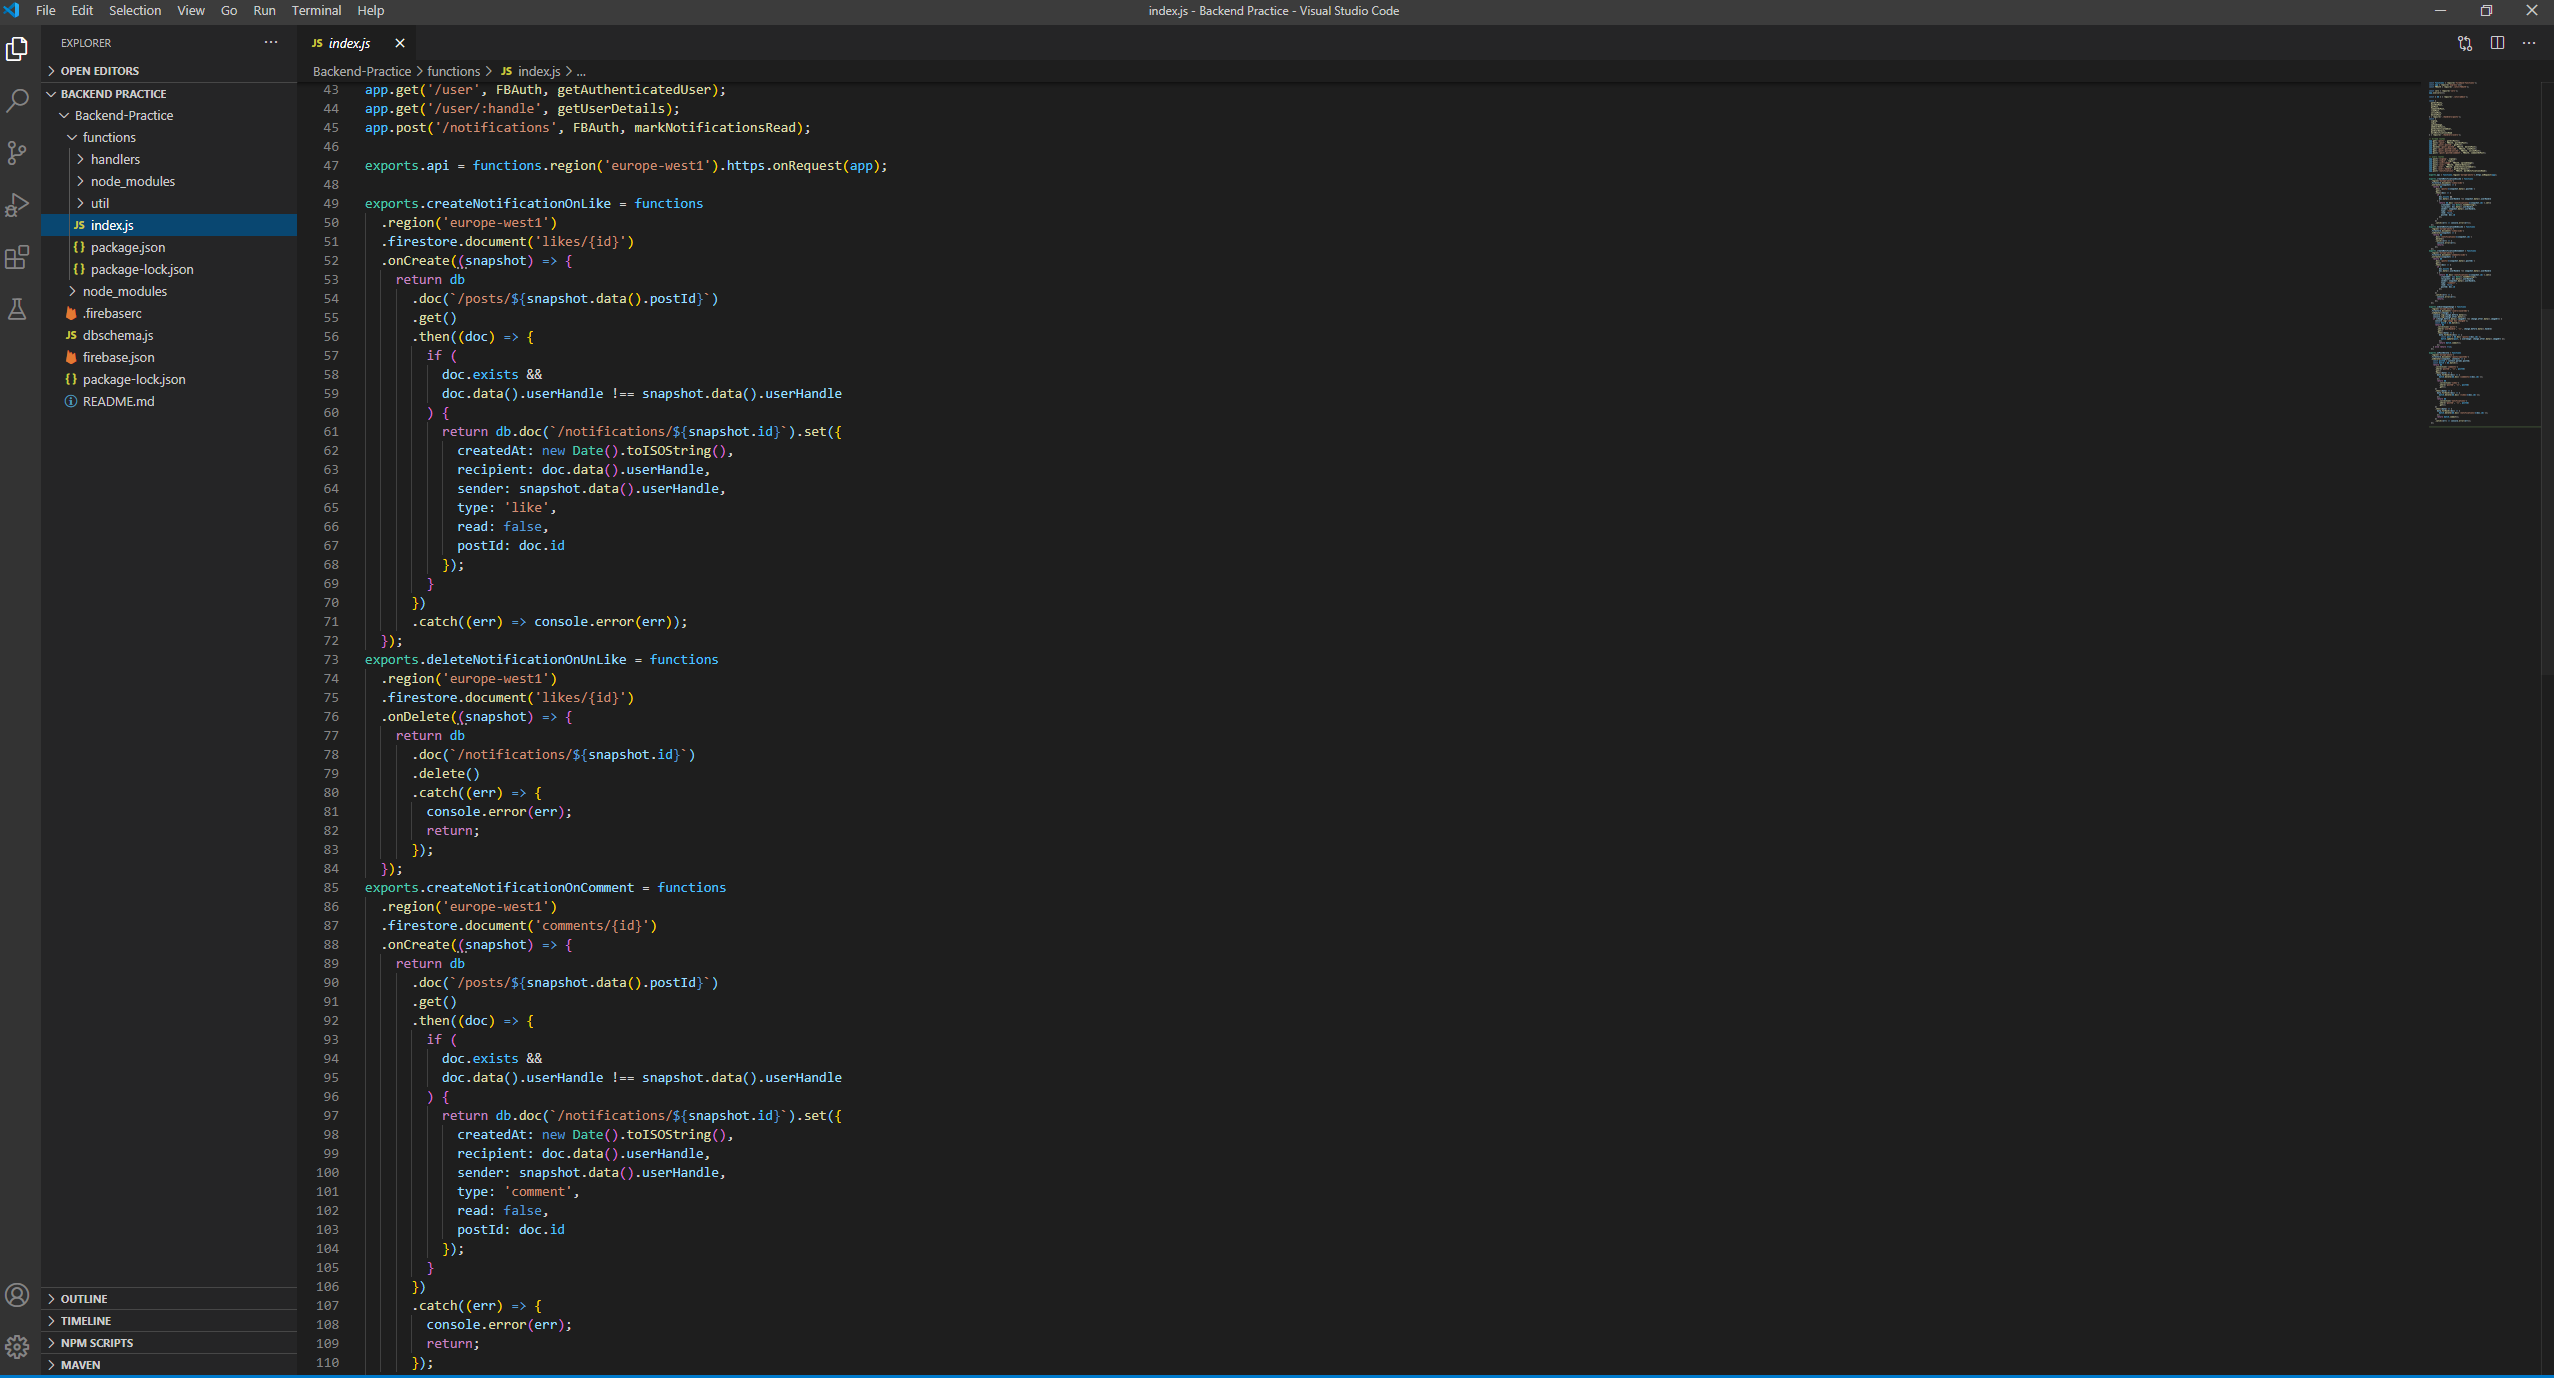 File Edit Selection View Go Run Terminal Help
index.js - Backend Practice - Visual Studio Code
EXPLORER
OPEN EDITORS
BACKEND PRACTICE
Backend-Practice
functions
handlers
node_modules
util
JS index.js
{} package.json
{} package-lock.json
node_modules
.firebaserc
JS dbschema.js
firebase.json
{} package-lock.json
README.md
OUTLINE
TIMELINE
NPM SCRIPTS
MAVEN
JS index.js
Backend-Practice > functions > JS index.js > ...
43 app.get('/user', FBAuth, getAuthenticatedUser);
44 app.get('/user/:handle', getUserDetails);
45 app.post('/notifications', FBAuth, markNotificationsRead);
46
47 exports.api = functions.region('europe-west1').https.onRequest(app);
48
49 exports.createNotificationOnLike = functions
50 .region('europe-west1')
51 .firestore.document('likes/{id}')
52 .onCreate((snapshot) => {
53 return db
54 .doc(`/posts/${snapshot.data().postId}`)
55 .get()
56 .then((doc) => {
57 if (
58 doc.exists &&
59 doc.data().userHandle !== snapshot.data().userHandle
60 ) {
61 return db.doc(`/notifications/${snapshot.id}`).set({
62 createdAt: new Date().toISOString(),
63 recipient: doc.data().userHandle,
64 sender: snapshot.data().userHandle,
65 type: 'like',
66 read: false,
67 postId: doc.id
68 });
69 }
70 })
71 .catch((err) => console.error(err));
72 });
73 exports.deleteNotificationOnUnLike = functions
74 .region('europe-west1')
75 .firestore.document('likes/{id}')
76 .onDelete((snapshot) => {
77 return db
78 .doc(`/notifications/${snapshot.id}`)
79 .delete()
80 .catch((err) => {
81 console.error(err);
82 return;
83 });
84 });
85 exports.createNotificationOnComment = functions
86 .region('europe-west1')
87 .firestore.document('comments/{id}')
88 .onCreate((snapshot) => {
89 return db
90 .doc(`/posts/${snapshot.data().postId}`)
91 .get()
92 .then((doc) => {
93 if (
94 doc.exists &&
95 doc.data().userHandle !== snapshot.data().userHandle
96 ) {
97 return db.doc(`/notifications/${snapshot.id}`).set({
98 createdAt: new Date().toISOString(),
99 recipient: doc.data().userHandle,
100 sender: snapshot.data().userHandle,
101 type: 'comment',
102 read: false,
103 postId: doc.id
104 });
105 }
106 })
107 .catch((err) => {
108 console.error(err);
109 return;
110 });